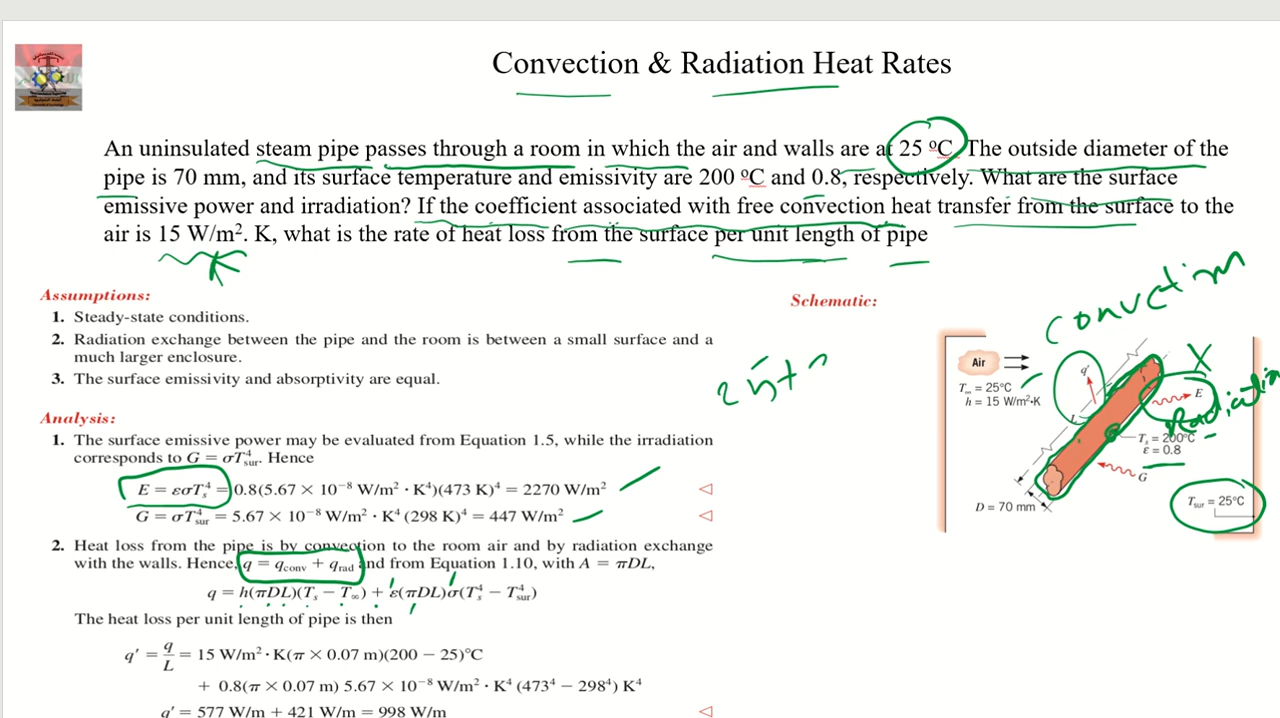 Convection & Radiation Heat Rates
An uninsulated steam pipe passes through a room in which the air and walls are at 25 ºC. The outside diameter of the
pipe is 70 mm, and its surface temperature and emissivity are 200 ºC and 0.8, respectively. What are the surface
emissive power and irradiation? If the coefficient associated with free convection heat transfer from the surface to the
air is 15 W/m². K, what is the rate of heat loss from the surface per unit length of pipe
K
Assumptions:
1. Steady-state conditions.
2. Radiation exchange between the pipe and the room is between a small surface and a
much larger enclosure.
3. The surface emissivity and absorptivity are equal.
Analysis:
1. The surface emissive power may be evaluated from Equation 1.5, while the irradiation
corresponds to G = σT⁴sur. Hence
E = εσTₛ⁴ = 0.8(5.67 × 10⁻⁸ W/m² · K⁴)(473 K)⁴ = 2270 W/m²
G = σT⁴sur = 5.67 × 10⁻⁸ W/m² · K⁴ (298 K)⁴ = 447 W/m²
2. Heat loss from the pipe is by convection to the room air and by radiation exchange
with the walls. Hence, q = qconv + qrad and from Equation 1.10, with A = πDL,
q = h(πDL)(Tₛ − T∞) + ε(πDL)σ(Tₛ⁴ − T⁴sur)
The heat loss per unit length of pipe is then
q′ = q/L = 15 W/m² · K(π × 0.07 m)(200 − 25)°C
+ 0.8(π × 0.07 m) 5.67 × 10⁻⁸ W/m² · K⁴ (473⁴ − 298⁴) K⁴
q′ = 577 W/m + 421 W/m = 998 W/m
Schematic:
Convection
Air
T∞ = 25°C
h = 15 W/m²·K
q′
L
X
E
Radiation
Tₛ = 200°C
ε = 0.8
G
D = 70 mm
Tsur = 25°C